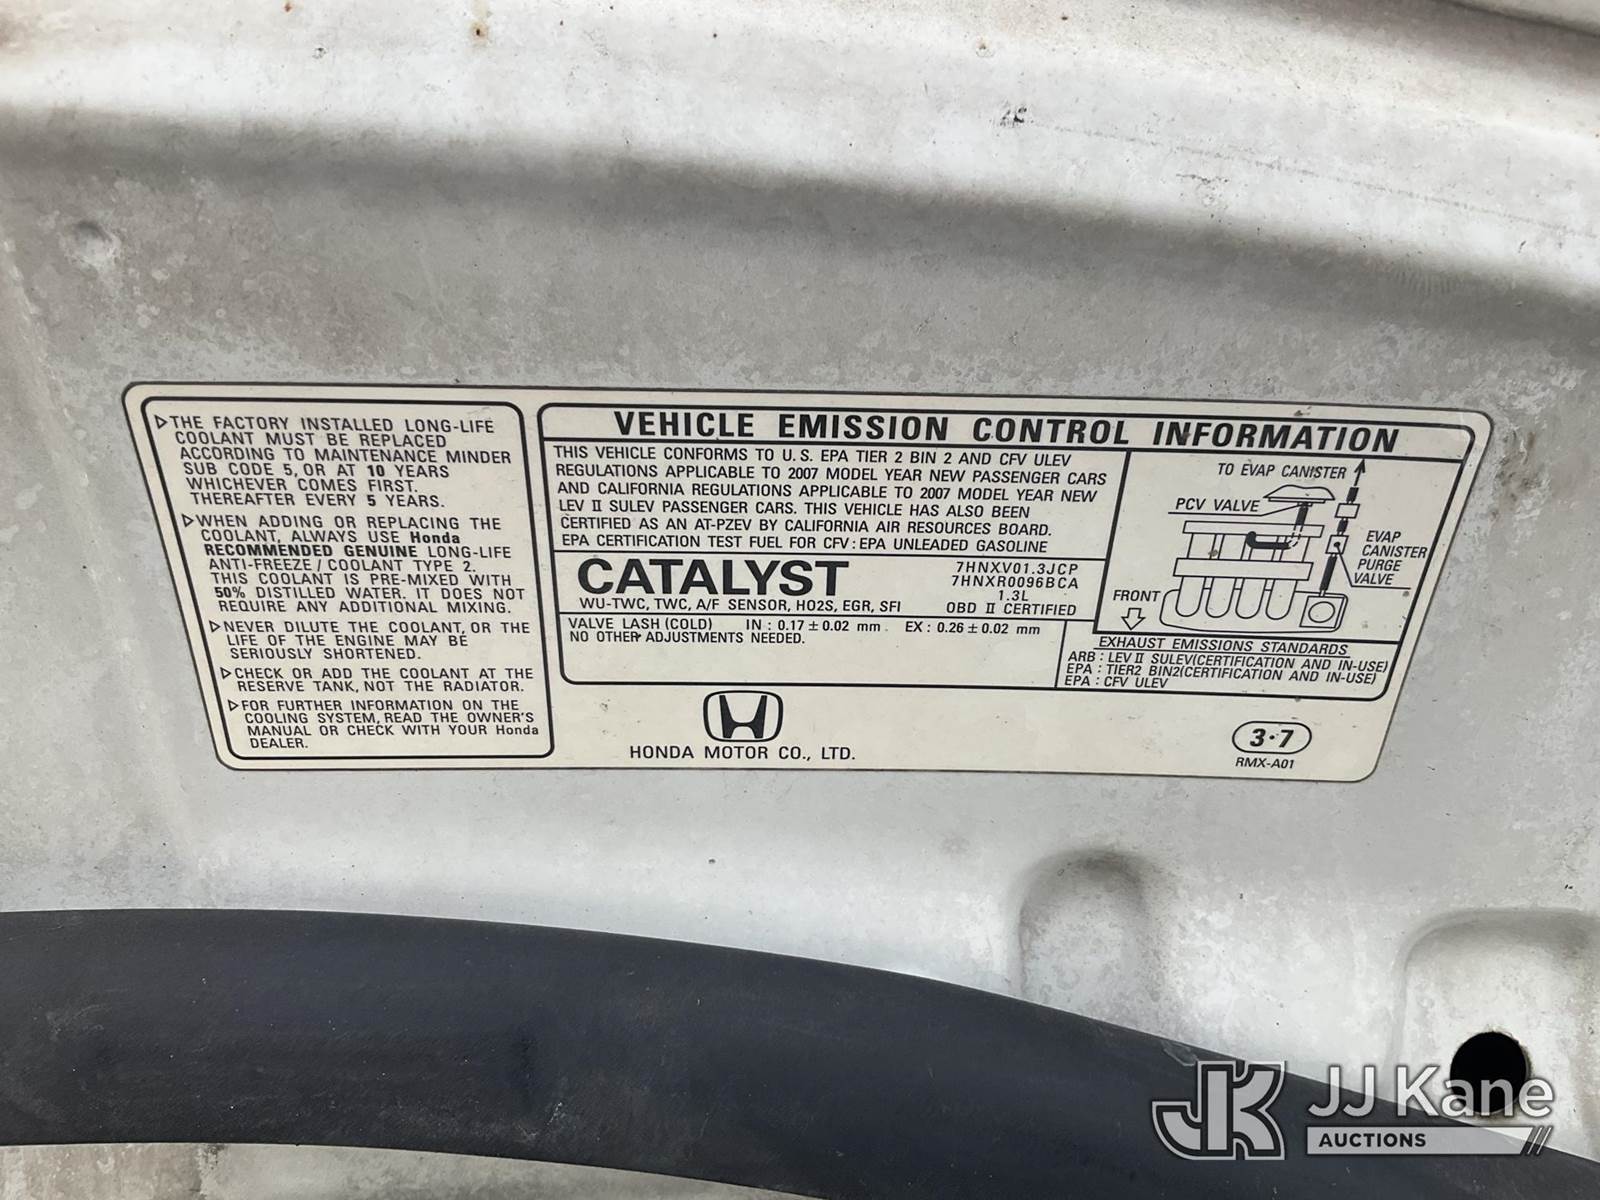 ▷THE FACTORY INSTALLED LONG-LIFE
COOLANT MUST BE REPLACED
ACCORDING TO MAINTENANCE MINDER
SUB CODE 5, OR AT 10 YEARS
WHICHEVER COMES FIRST.
THEREAFTER EVERY 5 YEARS.
▷WHEN ADDING OR REPLACING THE
COOLANT, ALWAYS USE Honda
RECOMMENDED GENUINE LONG-LIFE
ANTI-FREEZE / COOLANT TYPE 2.
THIS COOLANT IS PRE-MIXED WITH
50% DISTILLED WATER. IT DOES NOT
REQUIRE ANY ADDITIONAL MIXING.
▷NEVER DILUTE THE COOLANT, OR THE
LIFE OF THE ENGINE MAY BE
SERIOUSLY SHORTENED.
▷CHECK OR ADD THE COOLANT AT THE
RESERVE TANK, NOT THE RADIATOR.
▷FOR FURTHER INFORMATION ON THE
COOLING SYSTEM, READ THE OWNER'S
MANUAL OR CHECK WITH YOUR Honda
DEALER.
VEHICLE EMISSION CONTROL INFORMATION
THIS VEHICLE CONFORMS TO U.S. EPA TIER 2 BIN 2 AND CFV ULEV
REGULATIONS APPLICABLE TO 2007 MODEL YEAR NEW PASSENGER CARS
AND CALIFORNIA REGULATIONS APPLICABLE TO 2007 MODEL YEAR NEW
LEV II SULEV PASSENGER CARS. THIS VEHICLE HAS ALSO BEEN
CERTIFIED AS AN AT-PZEV BY CALIFORNIA AIR RESOURCES BOARD.
EPA CERTIFICATION TEST FUEL FOR CFV : EPA UNLEADED GASOLINE
CATALYST
WU-TWC, TWC, A/F SENSOR, HO2S, EGR, SFI
7HNXV01.3JCP
7HNXR0096BCA
1.3L
OBD II CERTIFIED
VALVE LASH (COLD) IN : 0.17 ± 0.02 mm EX : 0.26 ± 0.02 mm
NO OTHER ADJUSTMENTS NEEDED.
TO EVAP CANISTER
PCV VALVE
EVAP
CANISTER
PURGE
VALVE
FRONT
EXHAUST EMISSIONS STANDARDS
ARB : LEV II SULEV(CERTIFICATION AND IN-USE)
EPA : TIER2 BIN2(CERTIFICATION AND IN-USE)
EPA : CFV ULEV
HONDA MOTOR CO., LTD.
3·7
RMX-A01
JK JJ Kane
AUCTIONS